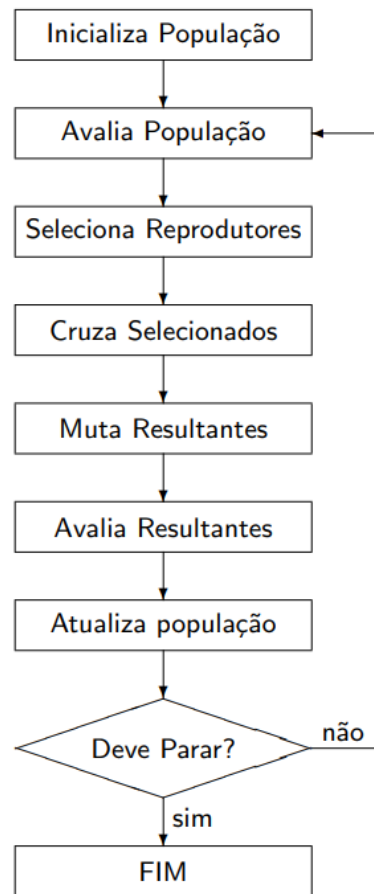 Inicializa População
Avalia População
Seleciona Reprodutores
Cruza Selecionados
Muta Resultantes
Avalia Resultantes
Atualiza população
Deve Parar?
não
sim
FIM